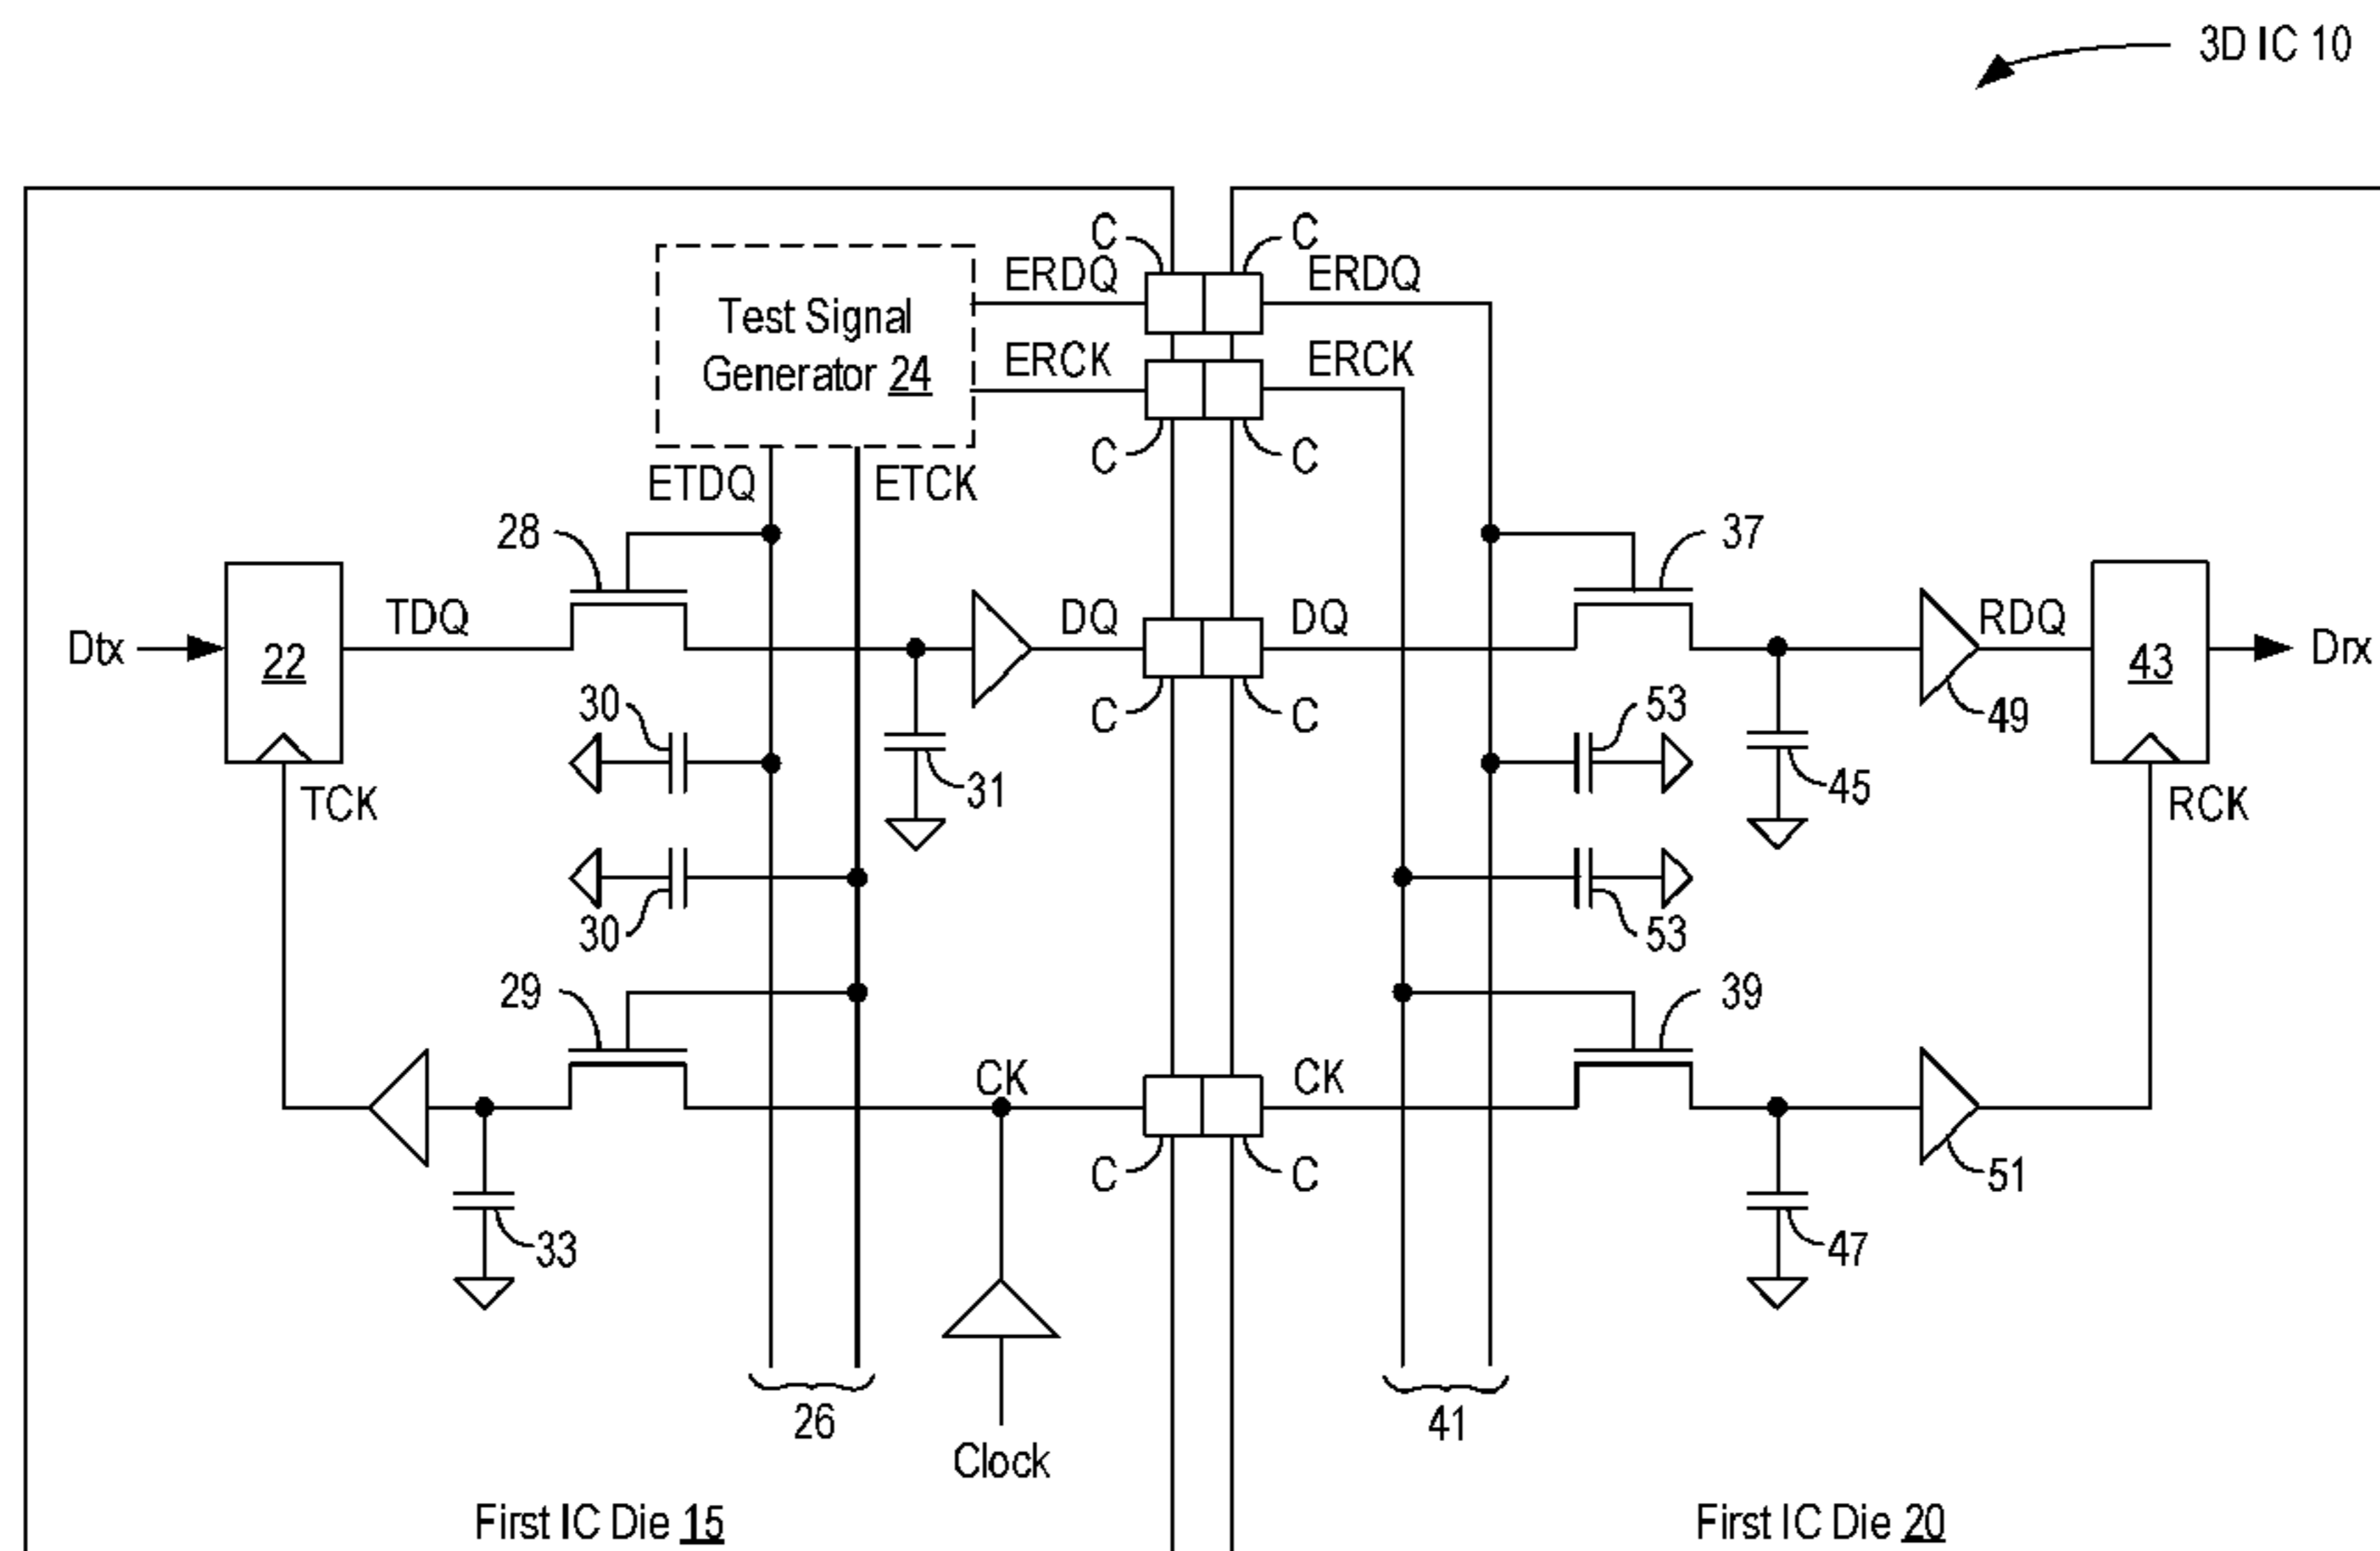 3D IC 10
C
C
ERDQ
ERDQ
Test Signal
Generator 24
ERCK
ERCK
C
C
ETDQ
ETCK
28
37
Dtx
22
TDQ
DQ
DQ
RDQ
43
Drx
30
53
C
C
49
TCK
31
45
RCK
30
53
29
39
CK
CK
C
C
51
33
47
26
41
Clock
First IC Die 15
First IC Die 20